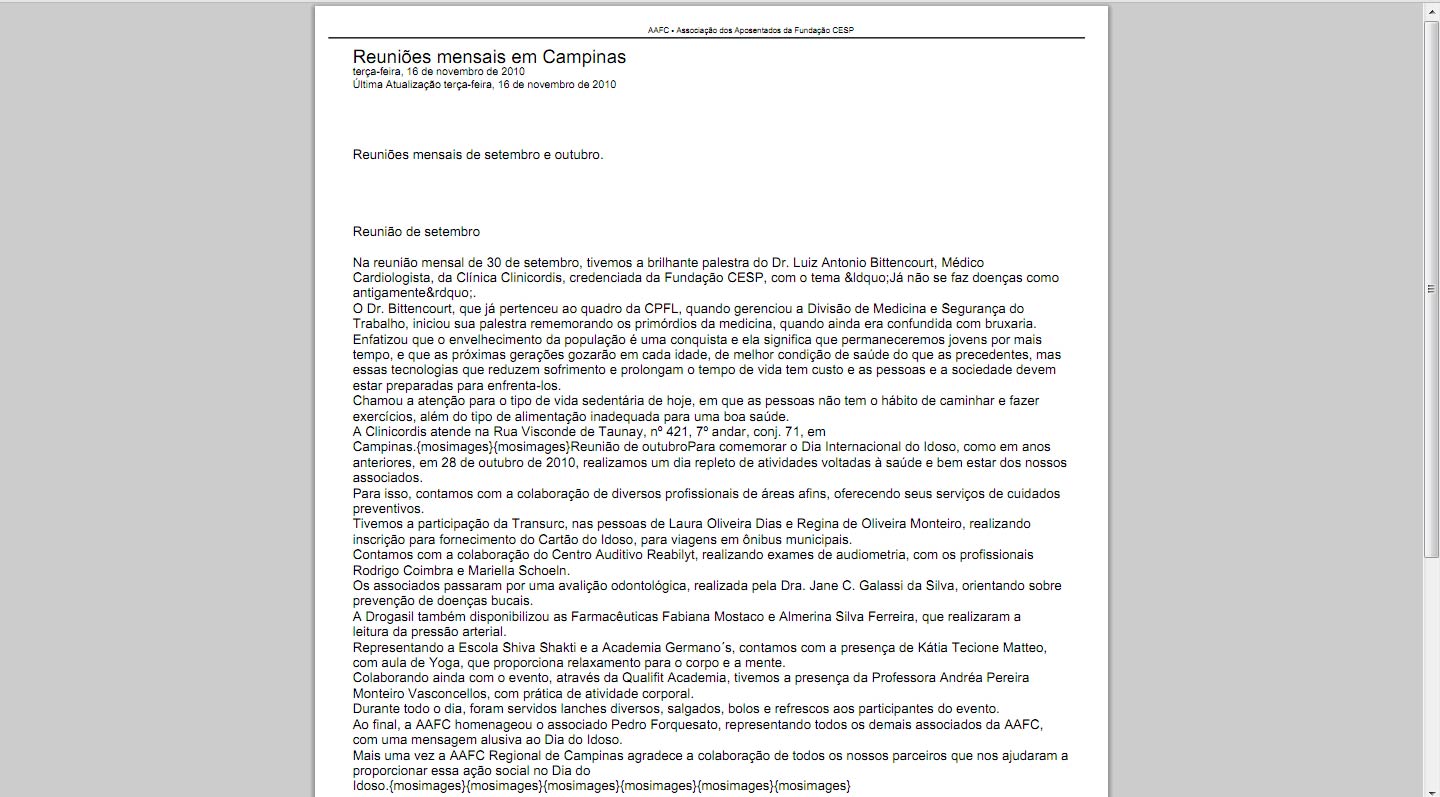 AAFC • Associação dos Aposentados da Fundação CESP
Reuniões mensais em Campinas
terça-feira, 16 de novembro de 2010
Última Atualização terça-feira, 16 de novembro de 2010
Reuniões mensais de setembro e outubro.
Reunião de setembro
Na reunião mensal de 30 de setembro, tivemos a brilhante palestra do Dr. Luiz Antonio Bittencourt, Médico
Cardiologista, da Clínica Clinicordis, credenciada da Fundação CESP, com o tema &ldquo;Já não se faz doenças como
antigamente&rdquo;.
O Dr. Bittencourt, que já pertenceu ao quadro da CPFL, quando gerenciou a Divisão de Medicina e Segurança do
Trabalho, iniciou sua palestra rememorando os primórdios da medicina, quando ainda era confundida com bruxaria.
Enfatizou que o envelhecimento da população é uma conquista e ela significa que permaneceremos jovens por mais
tempo, e que as próximas gerações gozarão em cada idade, de melhor condição de saúde do que as precedentes, mas
essas tecnologias que reduzem sofrimento e prolongam o tempo de vida tem custo e as pessoas e a sociedade devem
estar preparadas para enfrenta-los.
Chamou a atenção para o tipo de vida sedentária de hoje, em que as pessoas não tem o hábito de caminhar e fazer
exercícios, além do tipo de alimentação inadequada para uma boa saúde.
A Clinicordis atende na Rua Visconde de Taunay, nº 421, 7º andar, conj. 71, em
Campinas.{mosimages}{mosimages}Reunião de outubroPara comemorar o Dia Internacional do Idoso, como em anos
anteriores, em 28 de outubro de 2010, realizamos um dia repleto de atividades voltadas à saúde e bem estar dos nossos
associados.
Para isso, contamos com a colaboração de diversos profissionais de áreas afins, oferecendo seus serviços de cuidados
preventivos.
Tivemos a participação da Transurc, nas pessoas de Laura Oliveira Dias e Regina de Oliveira Monteiro, realizando
inscrição para fornecimento do Cartão do Idoso, para viagens em ônibus municipais.
Contamos com a colaboração do Centro Auditivo Reabilyt, realizando exames de audiometria, com os profissionais
Rodrigo Coimbra e Mariella Schoeln.
Os associados passaram por uma avalição odontológica, realizada pela Dra. Jane C. Galassi da Silva, orientando sobre
prevenção de doenças bucais.
A Drogasil também disponibilizou as Farmacêuticas Fabiana Mostaco e Almerina Silva Ferreira, que realizaram a
leitura da pressão arterial.
Representando a Escola Shiva Shakti e a Academia Germano´s, contamos com a presença de Kátia Tecione Matteo,
com aula de Yoga, que proporciona relaxamento para o corpo e a mente.
Colaborando ainda com o evento, através da Qualifit Academia, tivemos a presença da Professora Andréa Pereira
Monteiro Vasconcellos, com prática de atividade corporal.
Durante todo o dia, foram servidos lanches diversos, salgados, bolos e refrescos aos participantes do evento.
Ao final, a AAFC homenageou o associado Pedro Forquesato, representando todos os demais associados da AAFC,
com uma mensagem alusiva ao Dia do Idoso.
Mais uma vez a AAFC Regional de Campinas agradece a colaboração de todos os nossos parceiros que nos ajudaram a
proporcionar essa ação social no Dia do
Idoso.{mosimages}{mosimages}{mosimages}{mosimages}{mosimages}{mosimages}